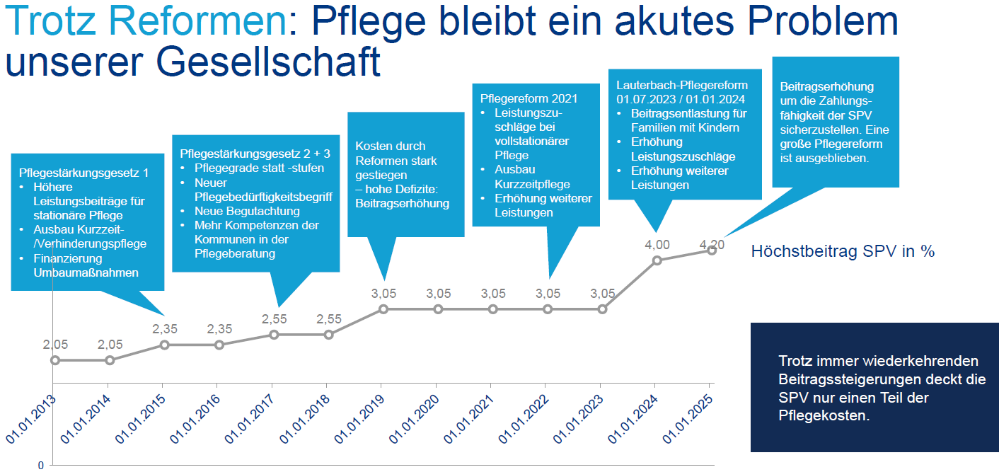 Trotz Reformen: Pflege bleibt ein akutes Problem
unserer Gesellschaft
Pflegestärkungsgesetz 1
• Höhere
Leistungsbeiträge für
stationäre Pflege
• Ausbau Kurzzeit-
/Verhinderungspflege
• Finanzierung
Umbaumaßnahmen
Pflegestärkungsgesetz 2 + 3
• Pflegegrade statt -stufen
• Neuer
Pflegebedürftigkeitsbegriff
• Neue Begutachtung
• Mehr Kompetenzen der
Kommunen in der
Pflegeberatung
Kosten durch
Reformen stark
gestiegen
– hohe Defizite:
Beitragserhöhung
Pflegereform 2021
• Leistungszu-
schläge bei
vollstationärer
Pflege
• Ausbau
Kurzzeitpflege
• Erhöhung weiterer
Leistungen
Lauterbach-Pflegereform
01.07.2023 / 01.01.2024
• Beitragsentlastung für
Familien mit Kindern
• Erhöhung
Leistungszuschläge
• Erhöhung weiterer
Leistungen
Beitragserhöhung
um die Zahlungs-
fähigkeit der SPV
sicherzustellen. Eine
große Pflegereform
ist ausgeblieben.
2,05
2,05
2,35
2,35
2,55
2,55
3,05
3,05
3,05
3,05
3,05
4,00
4,20
Höchstbeitrag SPV in %
01.01.2013
01.01.2014
01.01.2015
01.01.2016
01.01.2017
01.01.2018
01.01.2019
01.01.2020
01.01.2021
01.01.2022
01.01.2023
01.01.2024
01.01.2025
0
Trotz immer wiederkehrenden
Beitragssteigerungen deckt die
SPV nur einen Teil der
Pflegekosten.